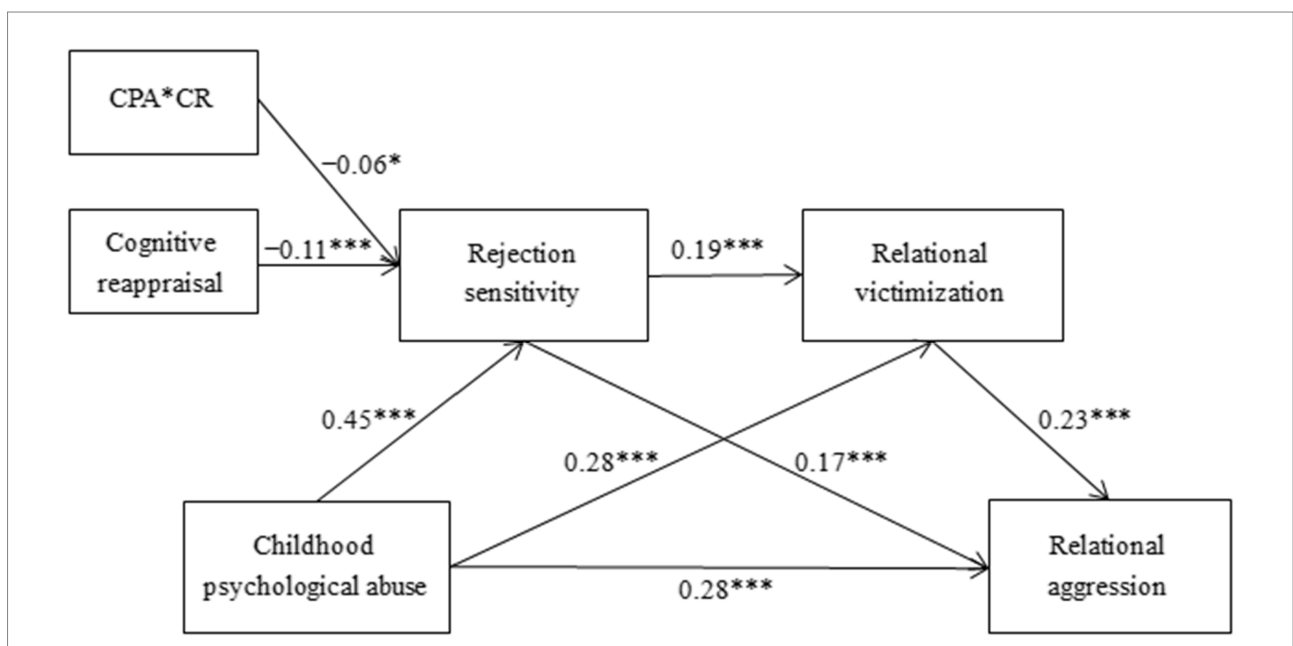 CPA*CR
−0.06*
Cognitive
reappraisal
−0.11***
Rejection
sensitivity
0.19***
Relational
victimization
0.45***
0.28***
0.17***
0.23***
Childhood
psychological abuse
0.28***
Relational
aggression